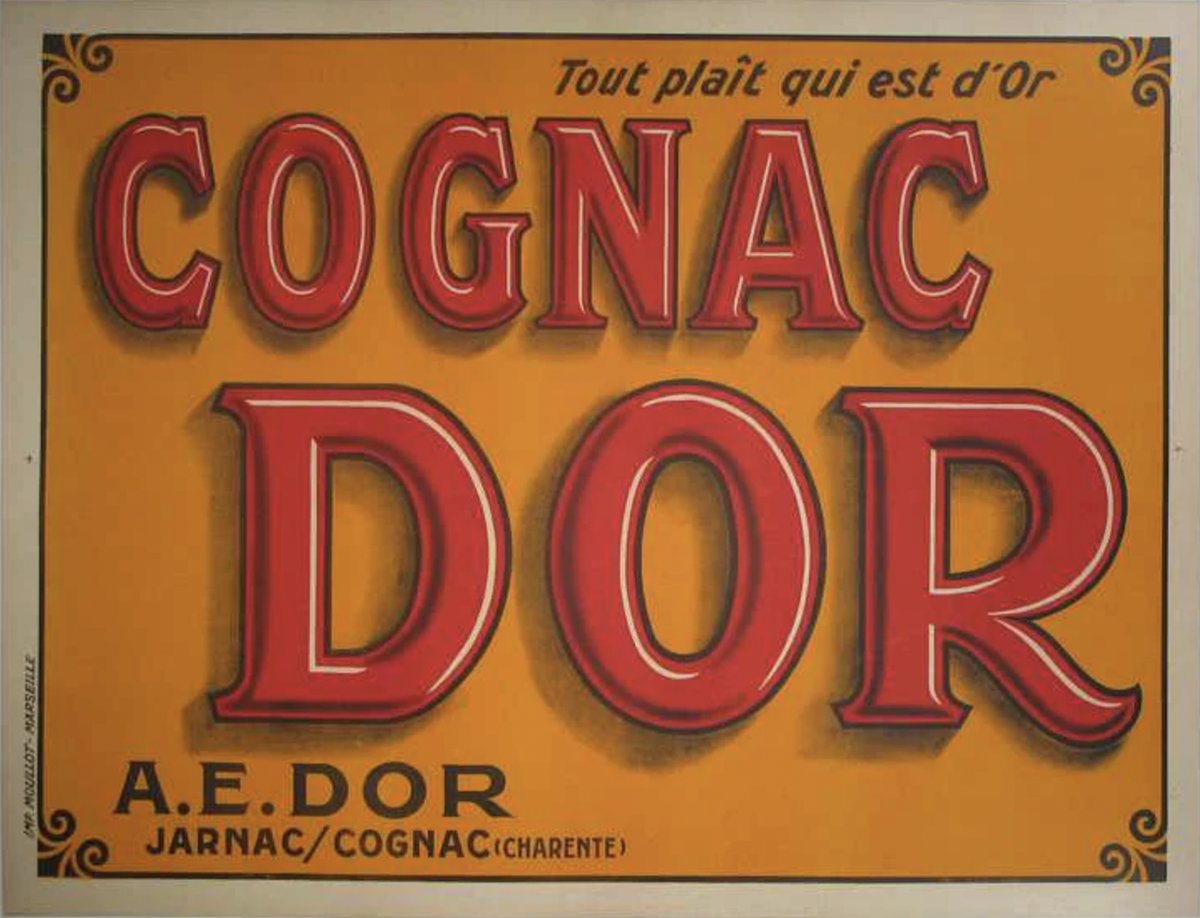 Tout plaît qui est d'Or
COGNAC
DOR
A.E.DOR
JARNAC/COGNAC(CHARENTE)
IMP. MOULLOT - MARSEILLE